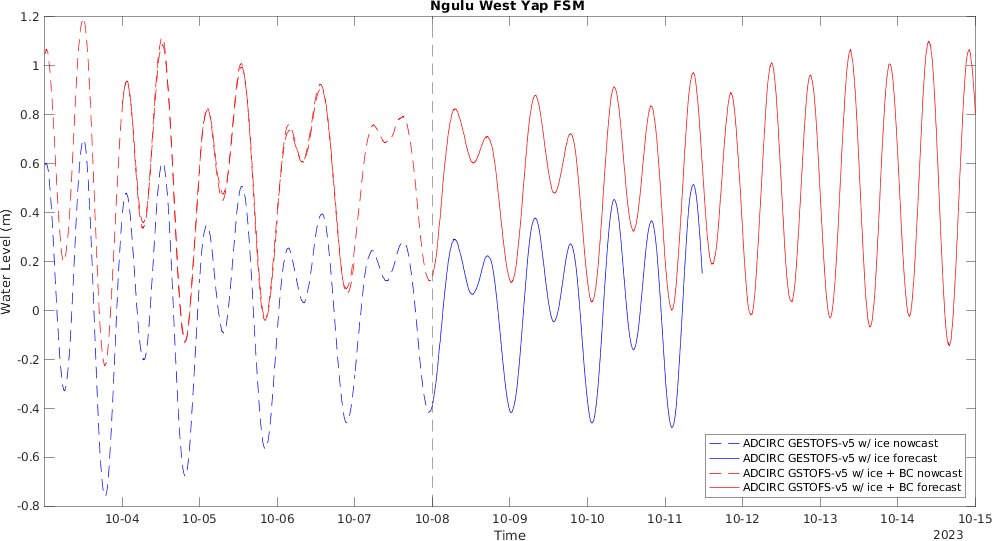 Ngulu West Yap FSM
1.2
1
0.8
0.6
0.4
0.2
0
-0.2
-0.4
-0.6
-0.8
Water Level (m)
ADCIRC GESTOFS-v5 w/ ice nowcast
ADCIRC GESTOFS-v5 w/ ice forecast
ADCIRC GSTOFS-v5 w/ ice + BC nowcast
ADCIRC GSTOFS-v5 w/ ice + BC forecast
10-04 10-05 10-06 10-07 10-08 10-09 10-10 10-11 10-12 10-13 10-14 10-15
Time
2023